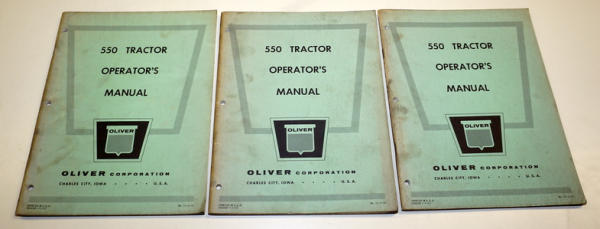 550 TRACTOR
OPERATOR'S
MANUAL
OLIVER
OLIVER CORPORATION
CHARLES CITY, IOWA · · · · U.S.A.
550 TRACTOR
OPERATOR'S
MANUAL
OLIVER
OLIVER CORPORATION
CHARLES CITY, IOWA · · · · U.S.A.
550 TRACTOR
OPERATOR'S
MANUAL
OLIVER
OLIVER CORPORATION
CHARLES CITY, IOWA · · · · U.S.A.